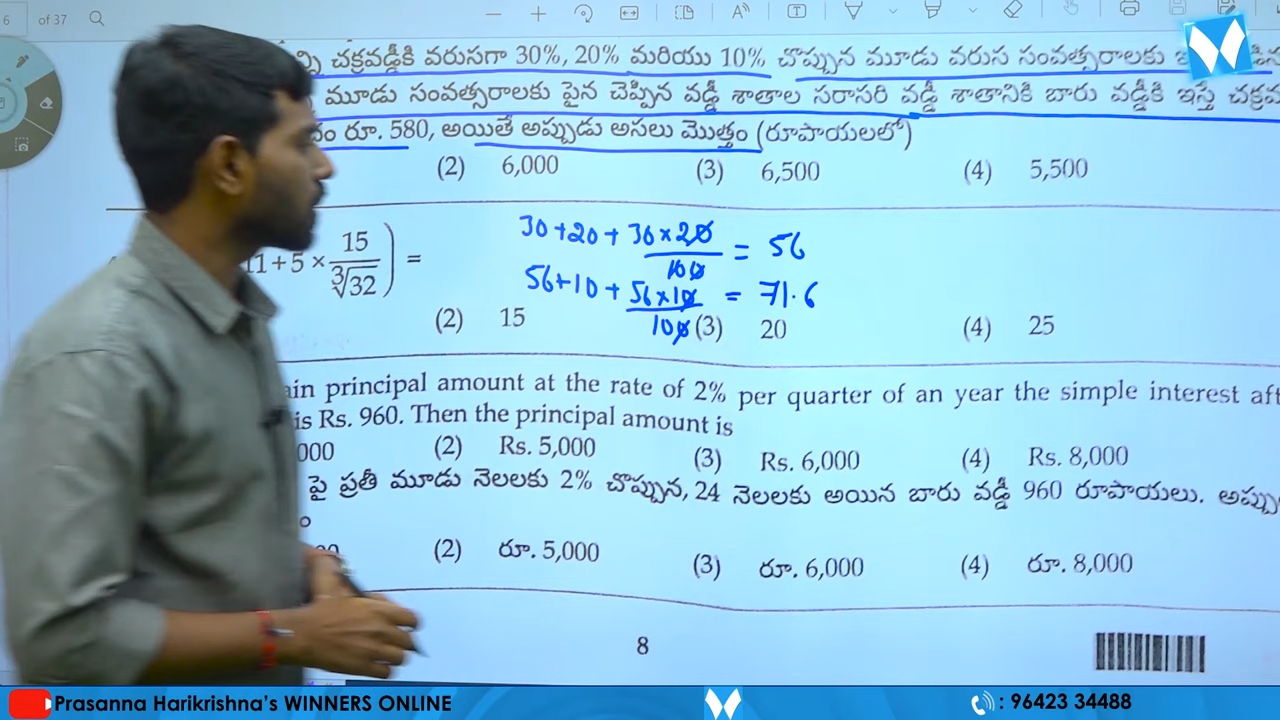 6 of 37
న్ని చక్రవడ్డీకి వరుసగా 30%, 20% మరియు 10% చొప్పున మూడు వరుస సంవత్సరాలకు
మూడు సంవత్సరాలకు పైన చెప్పిన వడ్డీ శాతాల సరాసరి వడ్డీ శాతానికి బారు వడ్డీకి ఇస్తే చక్రవ
రూ. 580, అయితే అప్పుడు అసలు మొత్తం (రూపాయలలో)
(2) 6,000 (3) 6,500 (4) 5,500
30+20+30×20/100 = 56
11+5×15/∛32) =
56+10+56×10/100 = 71.6
(2) 15 (3) 20 (4) 25
ain principal amount at the rate of 2% per quarter of an year the simple interest aft
is Rs. 960. Then the principal amount is
000 (2) Rs. 5,000 (3) Rs. 6,000 (4) Rs. 8,000
పై ప్రతీ మూడు నెలలకు 2% చొప్పున, 24 నెలలకు అయిన బారు వడ్డీ 960 రూపాయలు. అప్పు
(2) రూ. 5,000 (3) రూ. 6,000 (4) రూ. 8,000
8
Prasanna Harikrishna's WINNERS ONLINE : 96423 34488